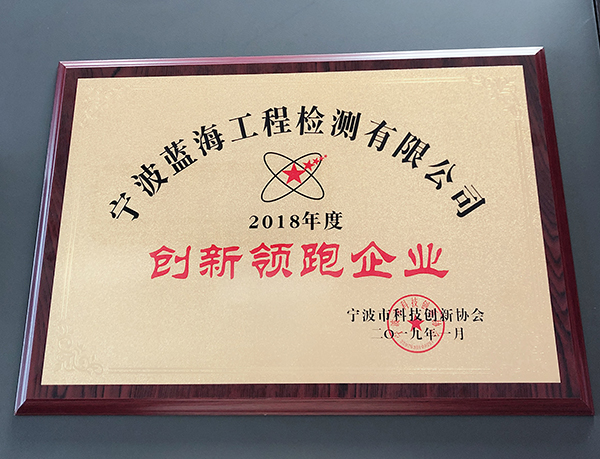 宁波蓝海工程检测有限公司
2018年度
创新领跑企业
宁波市科技创新协会
二〇一九年一月